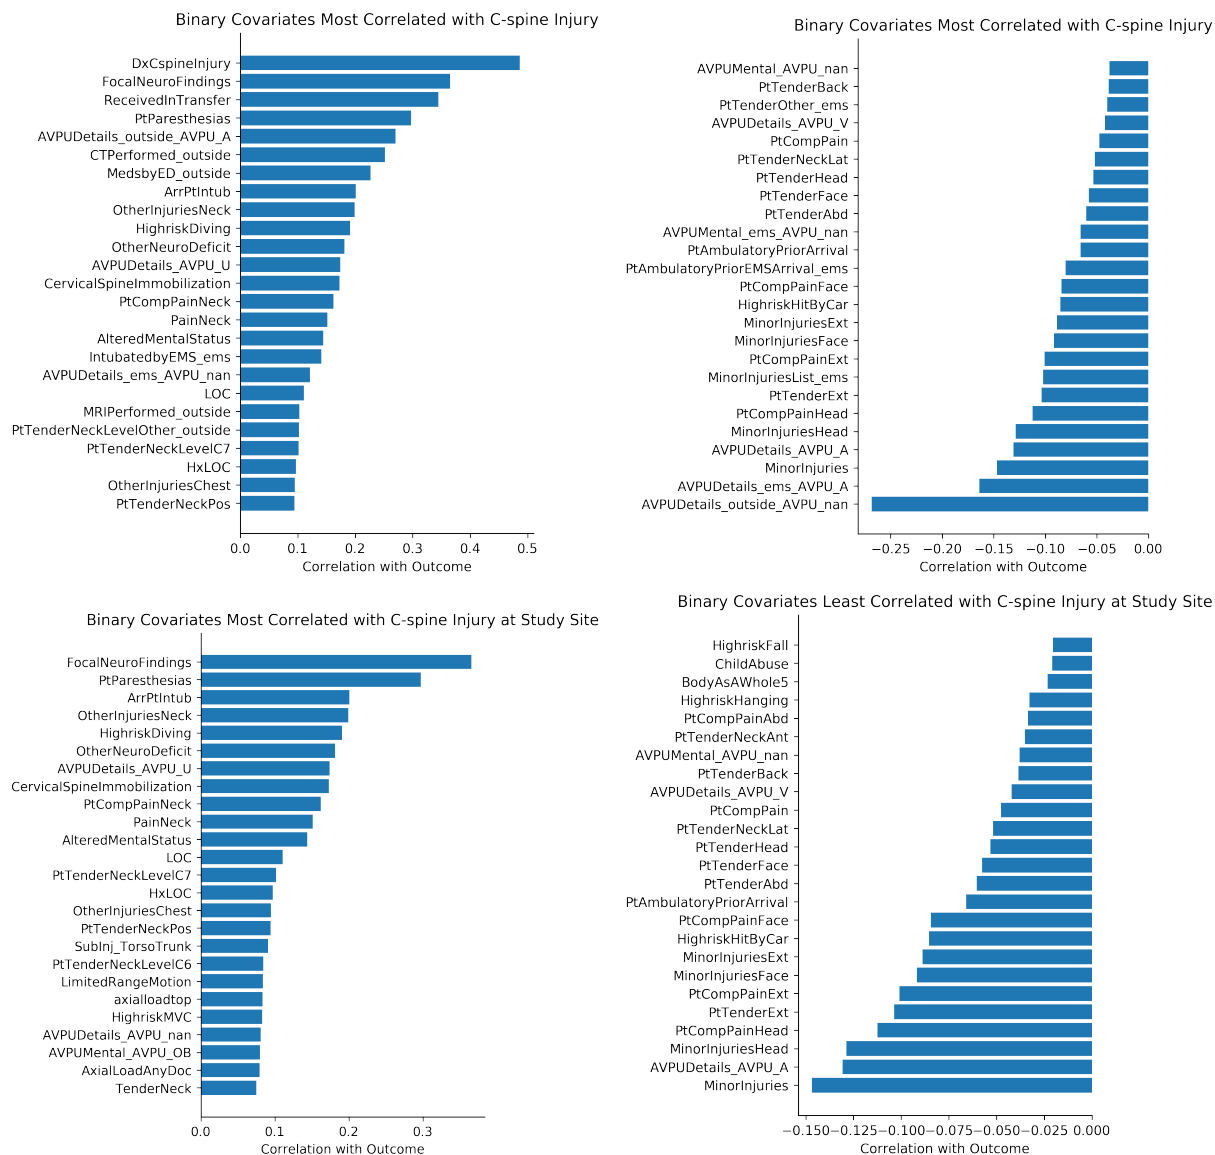 Binary Covariates Most Correlated with C-spine Injury
DxCspineInjury
FocalNeuroFindings
ReceivedInTransfer
PtParesthesias
AVPUDetails_outside_AVPU_A
CTPerformed_outside
MedsbyED_outside
ArrPtIntub
OtherInjuriesNeck
HighriskDiving
OtherNeuroDeficit
AVPUDetails_AVPU_U
CervicalSpineImmobilization
PtCompPainNeck
PainNeck
AlteredMentalStatus
IntubatedbyEMS_ems
AVPUDetails_ems_AVPU_nan
LOC
MRIPerformed_outside
PtTenderNeckLevelOther_outside
PtTenderNeckLevelC7
HxLOC
OtherInjuriesChest
PtTenderNeckPos
0.0 0.1 0.2 0.3 0.4 0.5
Correlation with Outcome
Binary Covariates Most Correlated with C-spine Injury
AVPUMental_AVPU_nan
PtTenderBack
PtTenderOther_ems
AVPUDetails_AVPU_V
PtCompPain
PtTenderNeckLat
PtTenderHead
PtTenderFace
PtTenderAbd
AVPUMental_ems_AVPU_nan
PtAmbulatoryPriorArrival
PtAmbulatoryPriorEMSArrival_ems
PtCompPainFace
HighriskHitByCar
MinorInjuriesExt
MinorInjuriesFace
PtCompPainExt
MinorInjuriesList_ems
PtTenderExt
PtCompPainHead
MinorInjuriesHead
AVPUDetails_AVPU_A
MinorInjuries
AVPUDetails_ems_AVPU_A
AVPUDetails_outside_AVPU_nan
−0.25 −0.20 −0.15 −0.10 −0.05 0.00
Correlation with Outcome
Binary Covariates Most Correlated with C-spine Injury at Study Site
FocalNeuroFindings
PtParesthesias
ArrPtIntub
OtherInjuriesNeck
HighriskDiving
OtherNeuroDeficit
AVPUDetails_AVPU_U
CervicalSpineImmobilization
PtCompPainNeck
PainNeck
AlteredMentalStatus
LOC
PtTenderNeckLevelC7
HxLOC
OtherInjuriesChest
PtTenderNeckPos
SubInj_TorsoTrunk
PtTenderNeckLevelC6
LimitedRangeMotion
axialloadtop
HighriskMVC
AVPUDetails_AVPU_nan
AVPUMental_AVPU_OB
AxialLoadAnyDoc
TenderNeck
0.0 0.1 0.2 0.3
Correlation with Outcome
Binary Covariates Least Correlated with C-spine Injury at Study Site
HighriskFall
ChildAbuse
BodyAsAWhole5
HighriskHanging
PtCompPainAbd
PtTenderNeckAnt
AVPUMental_AVPU_nan
PtTenderBack
AVPUDetails_AVPU_V
PtCompPain
PtTenderNeckLat
PtTenderHead
PtTenderFace
PtTenderAbd
PtAmbulatoryPriorArrival
PtCompPainFace
HighriskHitByCar
MinorInjuriesExt
MinorInjuriesFace
PtCompPainExt
PtTenderExt
PtCompPainHead
MinorInjuriesHead
AVPUDetails_AVPU_A
MinorInjuries
−0.150 −0.125 −0.100 −0.075 −0.050 −0.025 0.000
Correlation with Outcome